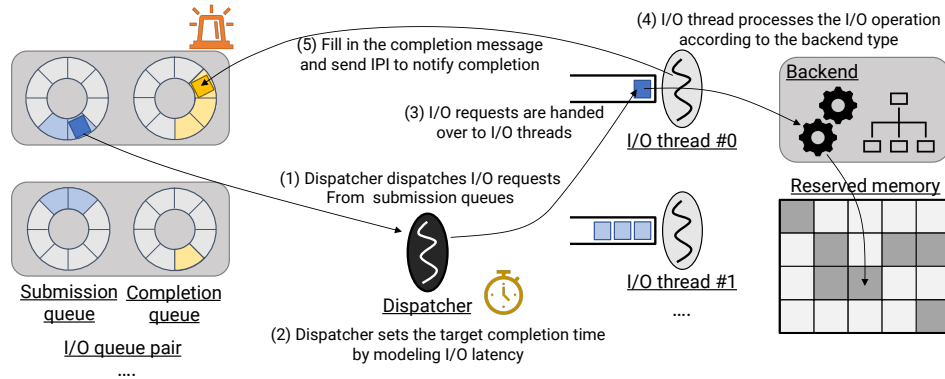 (4) I/O thread processes the I/O operation
according to the backend type
(5) Fill in the completion message
and send IPI to notify completion
Backend
(3) I/O requests are handed
over to I/O threads
I/O thread #0
(1) Dispatcher dispatches I/O requests
From submission queues
Reserved memory
I/O thread #1
....
Submission
queue
Completion
queue
Dispatcher
(2) Dispatcher sets the target completion time
by modeling I/O latency
I/O queue pair
....